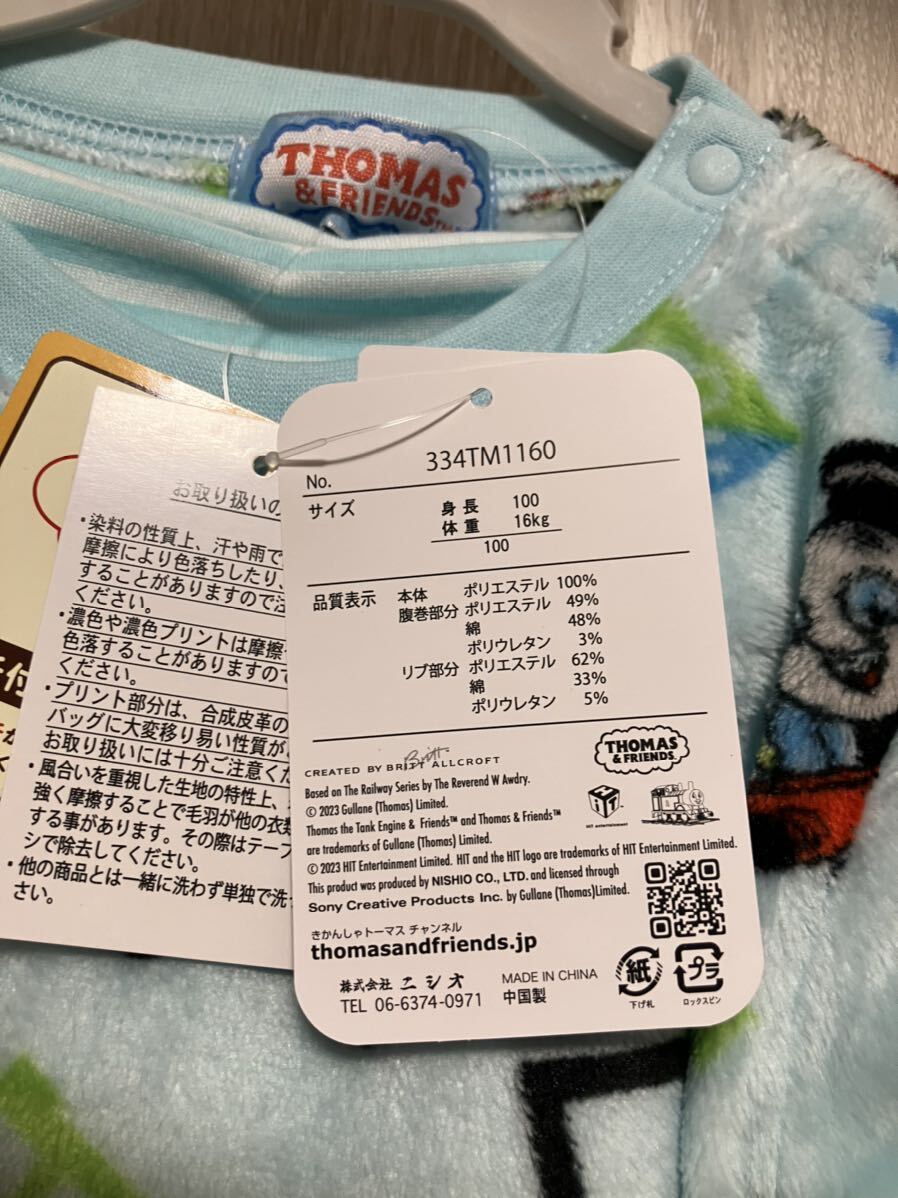 THOMAS
& FRIENDS™
No. 334TM1160
サイズ 身長 100
体重 16kg
100
品質表示 本体 ポリエステル 100%
腹巻部分 ポリエステル 49%
綿 48%
ポリウレタン 3%
リブ部分 ポリエステル 62%
綿 33%
ポリウレタン 5%
CREATED BY BRITT ALLCROFT
Britt
THOMAS
& FRIENDS
Based on The Railway Series by The Reverend W Awdry.
© 2023 Gullane (Thomas) Limited.
Thomas the Tank Engine & Friends™ and Thomas & Friends™
are trademarks of Gullane (Thomas) Limited.
© 2023 HIT Entertainment Limited. HIT and the HIT logo are trademarks of HIT Entertainment Limited.
This product was produced by NISHIO CO., LTD. and licensed through
Sony Creative Products Inc. by Gullane (Thomas)Limited.
HIT
HIT entertainment
きかんしゃトーマス チャンネル
thomasandfriends.jp
株式会社 ニシオ
TEL 06-6374-0971
MADE IN CHINA
中国製
紙
下げ札
プラ
ロックスピン
お取り扱いの
・染料の性質上、汗や雨で
摩擦により色落ちしたり、
することがありますので注
ください。
・濃色や濃色プリントは摩擦
色落することがありますので
ください。
・プリント部分は、合成皮革の
バッグに大変移り易い性質が
お取り扱いには十分ご注意くだ
・風合いを重視した生地の特性上、
強く摩擦することで毛羽が他の衣類
する事があります。その際はテープ
シで除去してください。
・他の商品とは一緒に洗わず単独で洗
さい。
付